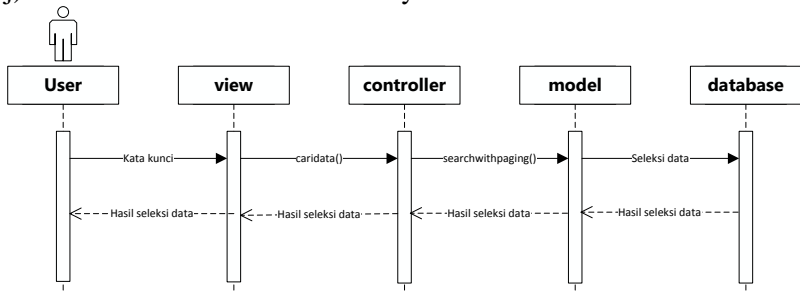 User view controller model database
Kata kunci caridata() searchwithpaging() Seleksi data
Hasil seleksi data Hasil seleksi data Hasil seleksi data Hasil seleksi data